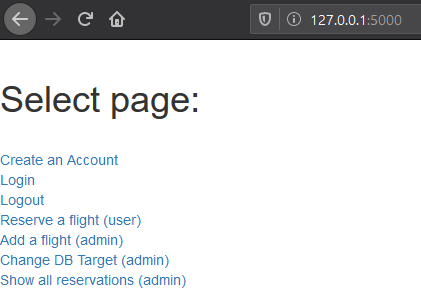 127.0.0.1:5000
Select page:
Create an Account
Login
Logout
Reserve a flight (user)
Add a flight (admin)
Change DB Target (admin)
Show all reservations (admin)